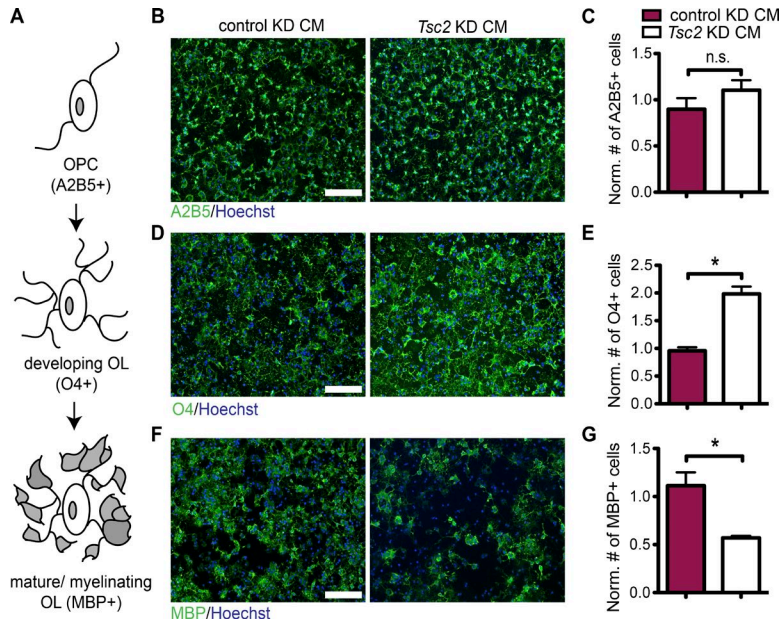 A
OPC
(A2B5+)
developing OL
(O4+)
mature/ myelinating
OL (MBP+)
B
control KD CM
Tsc2 KD CM
A2B5/Hoechst
C
control KD CM
Tsc2 KD CM
Norm. # of A2B5+ cells
1.5
1.0
0.5
0.0
n.s.
D
O4/Hoechst
E
Norm. # of O4+ cells
2.5
2.0
1.5
1.0
0.5
0.0
*
F
MBP/Hoechst
G
Norm. # of MBP+ cells
1.5
1.0
0.5
0.0
*